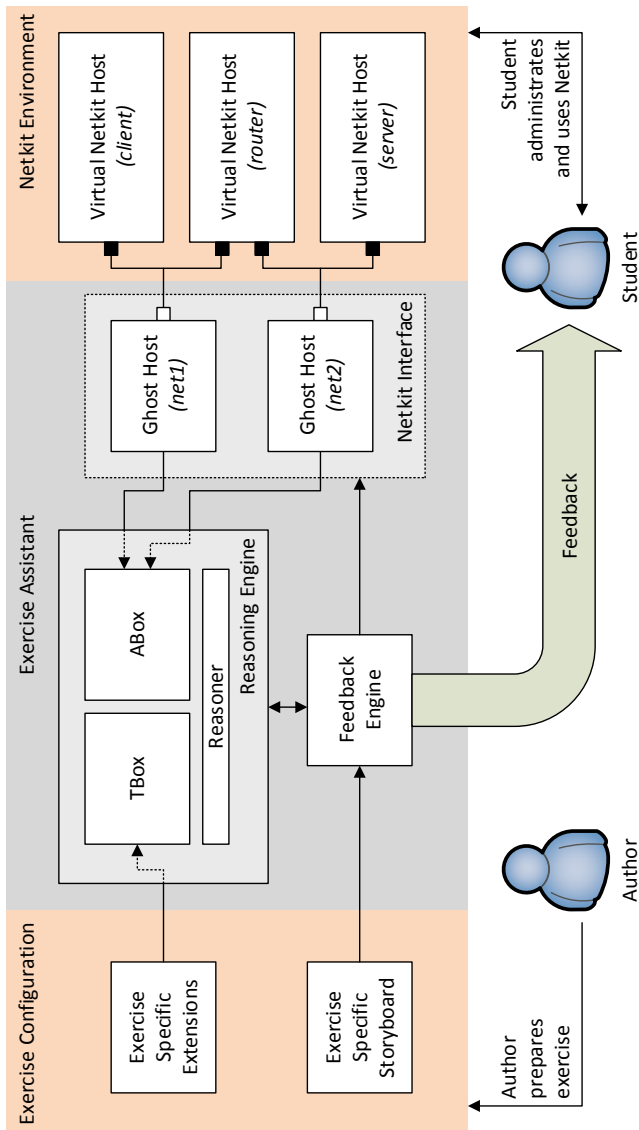 Exercise Configuration
Exercise
Specific
Extensions
Exercise
Specific
Storyboard
Author
prepares
exercise
Author
Exercise Assistant
TBox
ABox
Reasoner
Reasoning Engine
Feedback
Engine
Ghost Host
(net1)
Ghost Host
(net2)
Netkit Interface
Feedback
Netkit Environment
Virtual Netkit Host
(client)
Virtual Netkit Host
(router)
Virtual Netkit Host
(server)
Student
administrates
and uses Netkit
Student